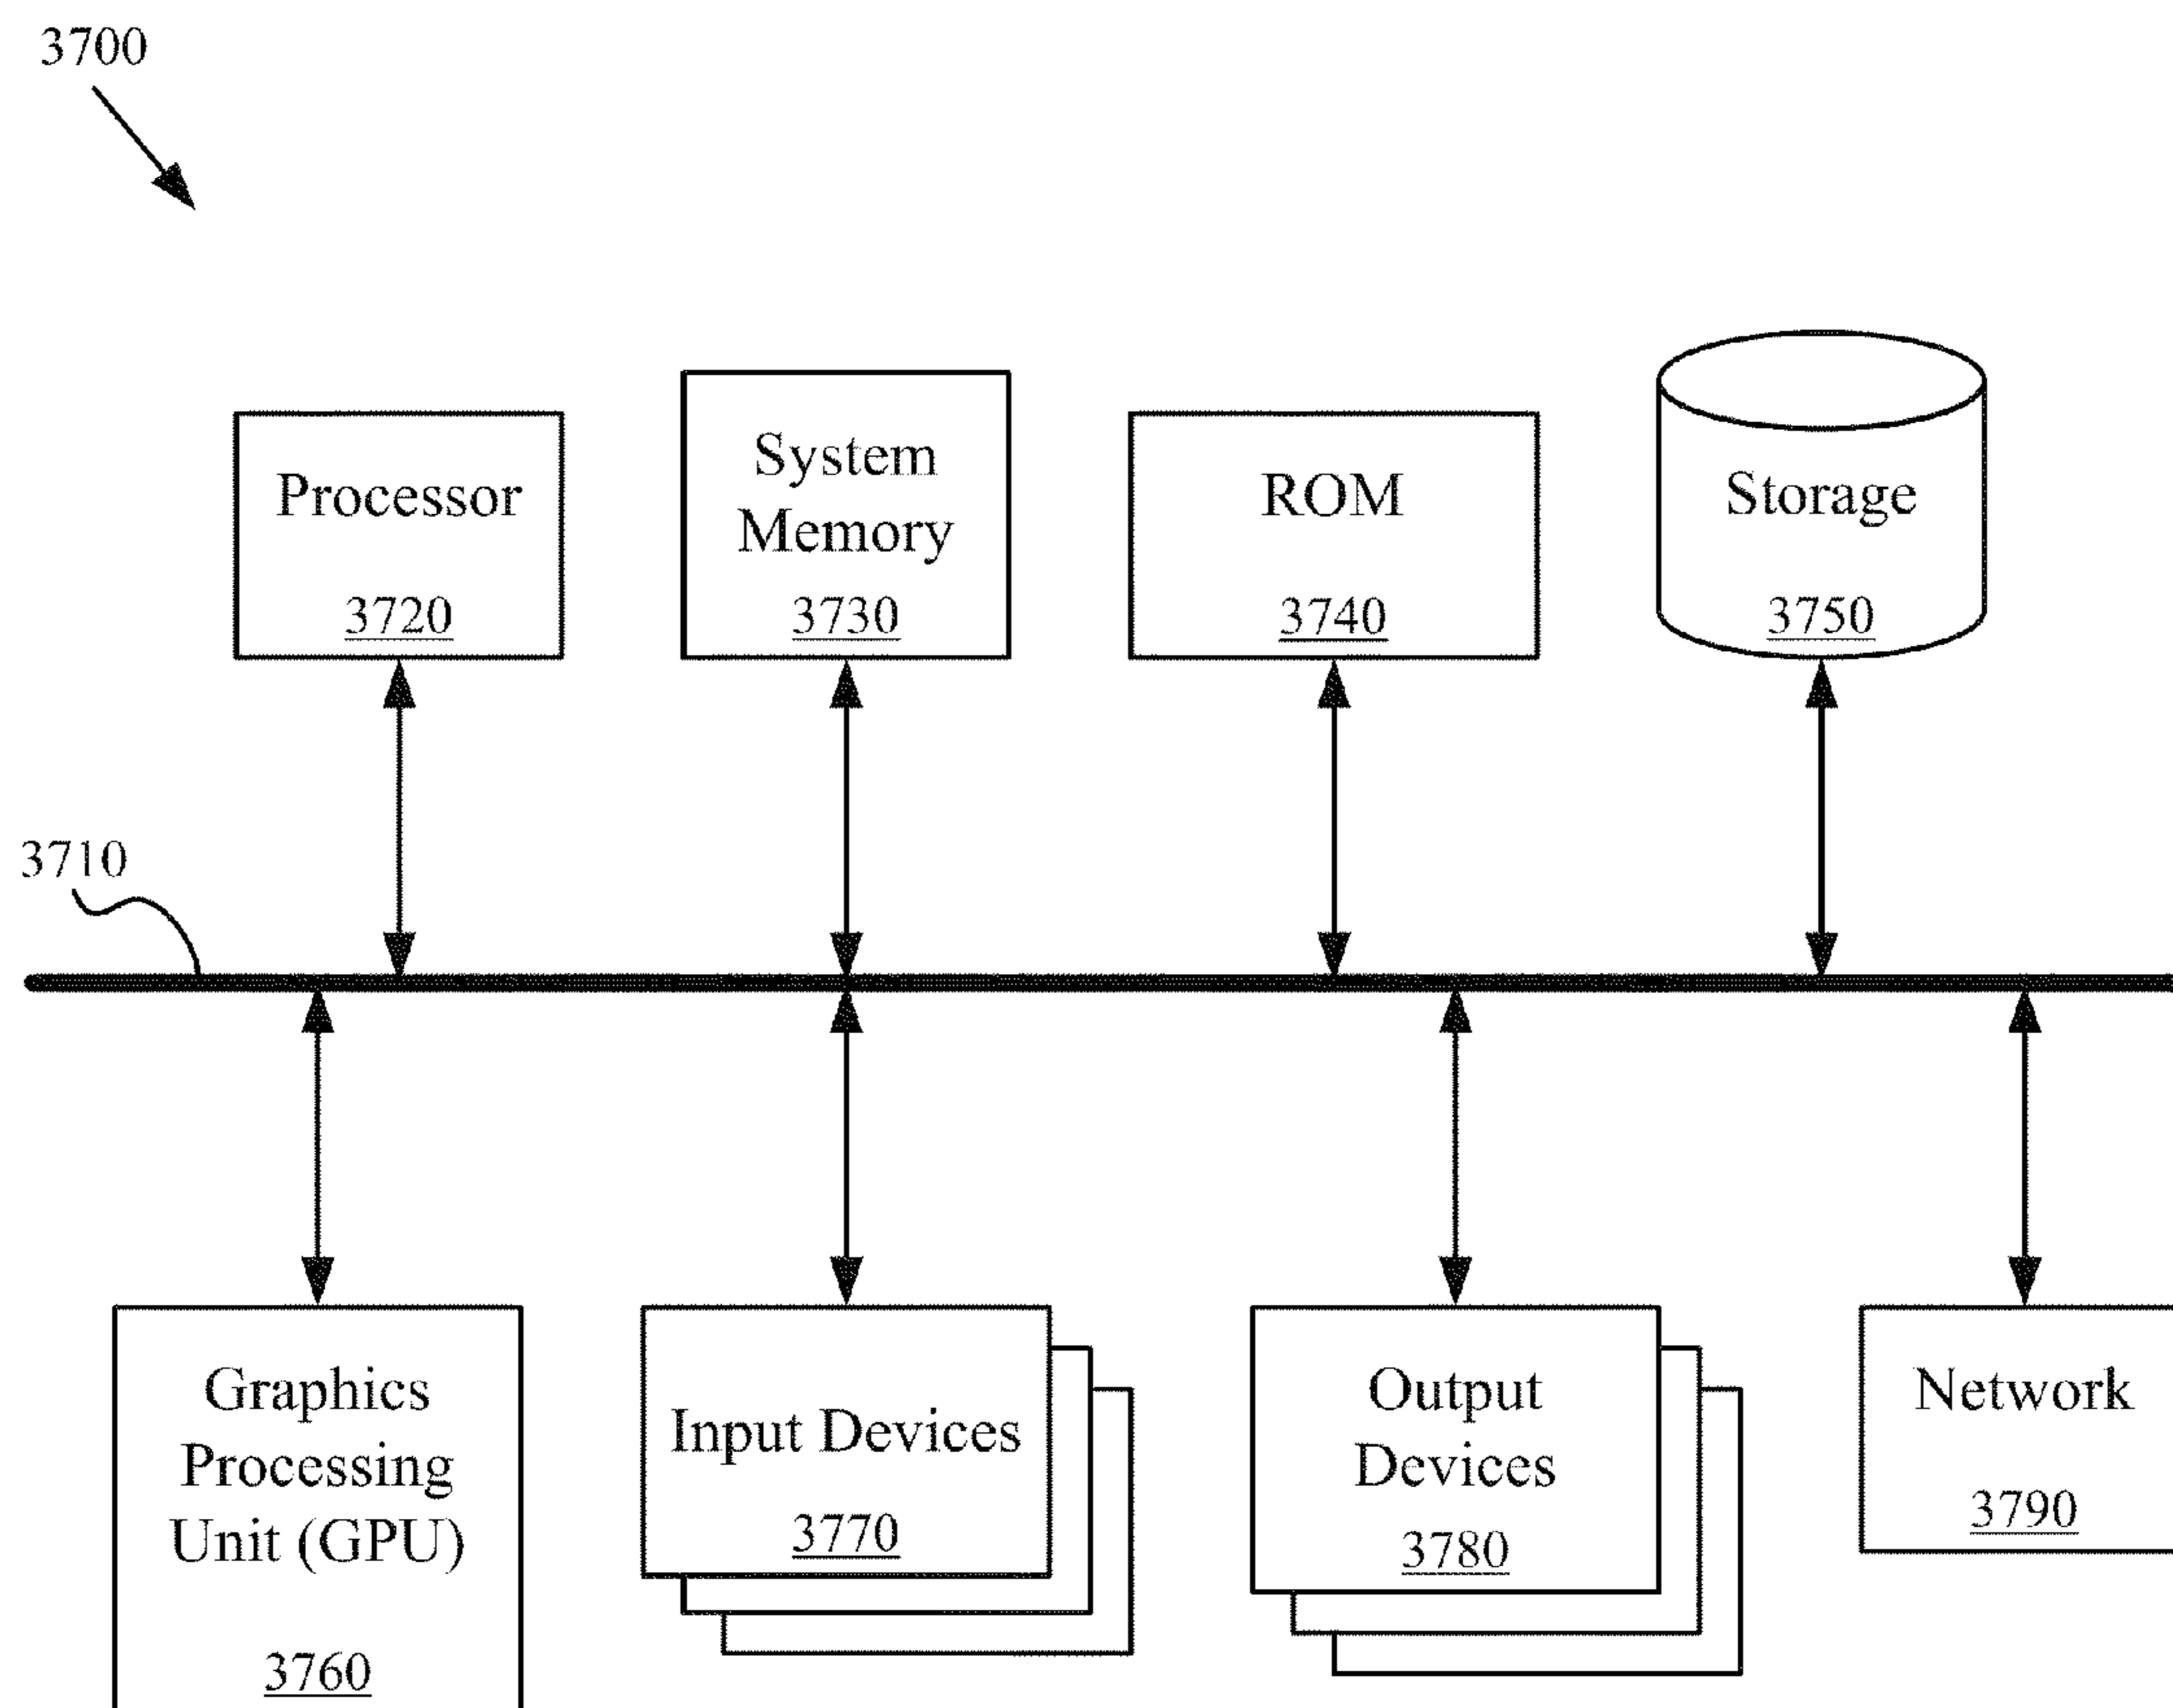 3700
Processor
3720
System
Memory
3730
ROM
3740
Storage
3750
3710
Graphics
Processing
Unit (GPU)
3760
Input Devices
3770
Output
Devices
3780
Network
3790